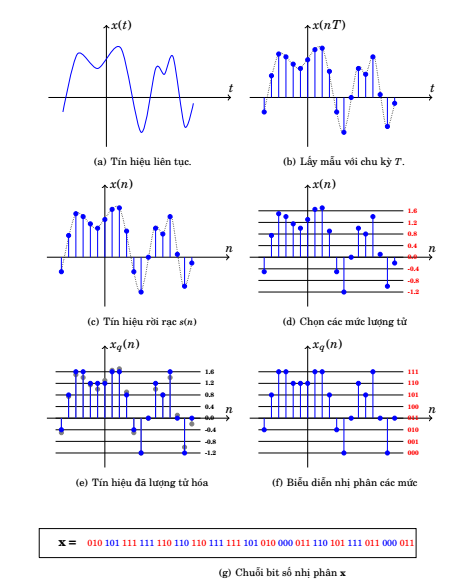 x(t)
t
(a) Tín hiệu liên tục.
x(nT)
t
(b) Lấy mẫu với chu kỳ T.
x(n)
n
(c) Tín hiệu rời rạc s(n)
x(n)
1.6
1.2
0.8
0.4
n
0.0
-0.4
-0.8
-1.2
(d) Chọn các mức lượng tử
x_q(n)
1.6
1.2
0.8
0.4
n
0.0
-0.4
-0.8
-1.2
(e) Tín hiệu đã lượng tử hóa
x_q(n)
111
110
101
100
n
011
010
001
000
(f) Biểu diễn nhị phân các mức
x = 010 101 111 111 110 110 110 111 111 101 010 000 011 110 101 111 011 000 011
(g) Chuỗi bit số nhị phân x